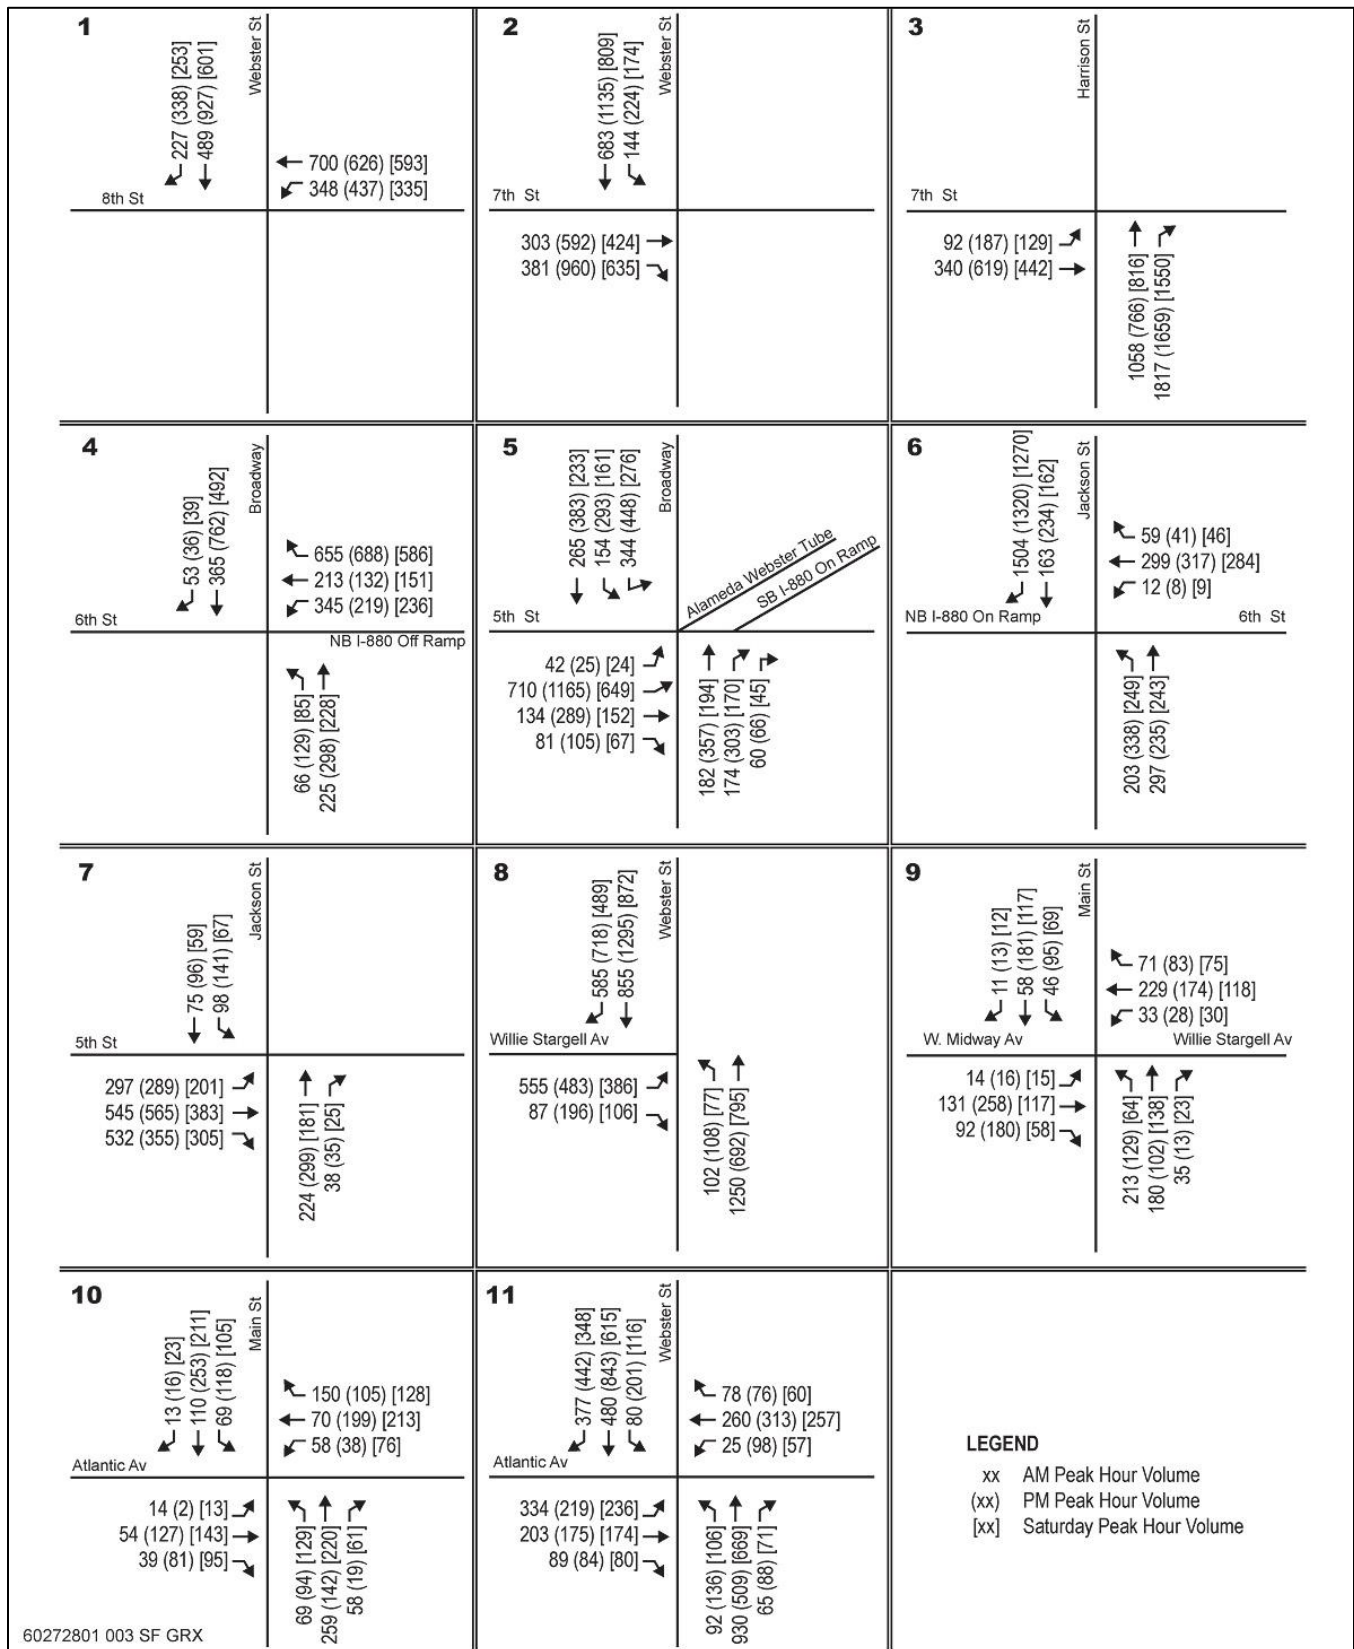 1
Webster St
227 (338) [253]
489 (927) [601]
700 (626) [593]
348 (437) [335]
8th St
2
Webster St
683 (1135) [809]
144 (224) [174]
7th St
303 (592) [424]
381 (960) [635]
3
Harrison St
7th St
92 (187) [129]
340 (619) [442]
1058 (766) [816]
1817 (1659) [1550]
4
Broadway
53 (36) [39]
365 (762) [492]
655 (688) [586]
213 (132) [151]
345 (219) [236]
6th St
NB I-880 Off Ramp
66 (129) [85]
225 (298) [228]
5
Broadway
265 (383) [233]
154 (293) [161]
344 (448) [276]
Alameda Webster Tube
SB I-880 On Ramp
5th St
42 (25) [24]
710 (1165) [649]
134 (289) [152]
81 (105) [67]
182 (357) [194]
174 (303) [170]
60 (66) [45]
6
Jackson St
1504 (1320) [1270]
163 (234) [162]
59 (41) [46]
299 (317) [284]
12 (8) [9]
NB I-880 On Ramp
6th St
203 (338) [249]
297 (235) [243]
7
Jackson St
75 (96) [59]
98 (141) [67]
5th St
297 (289) [201]
545 (565) [383]
532 (355) [305]
224 (299) [181]
38 (35) [25]
8
Webster St
585 (718) [489]
855 (1295) [872]
Willie Stargell Av
555 (483) [386]
87 (196) [106]
102 (108) [77]
1250 (692) [795]
9
Main St
11 (13) [12]
58 (181) [117]
46 (95) [69]
71 (83) [75]
229 (174) [118]
33 (28) [30]
W. Midway Av
Willie Stargell Av
14 (16) [15]
131 (258) [117]
92 (180) [58]
213 (129) [64]
180 (102) [138]
35 (13) [23]
10
Main St
13 (16) [23]
110 (253) [211]
69 (118) [105]
150 (105) [128]
70 (199) [213]
58 (38) [76]
Atlantic Av
14 (2) [13]
54 (127) [143]
39 (81) [95]
69 (94) [129]
259 (142) [220]
58 (19) [61]
11
Webster St
377 (442) [348]
480 (843) [615]
80 (201) [116]
78 (76) [60]
260 (313) [257]
25 (98) [57]
Atlantic Av
334 (219) [236]
203 (175) [174]
89 (84) [80]
92 (136) [106]
930 (509) [669]
65 (88) [71]
LEGEND
xx AM Peak Hour Volume
(xx) PM Peak Hour Volume
[xx] Saturday Peak Hour Volume
60272801 003 SF GRX